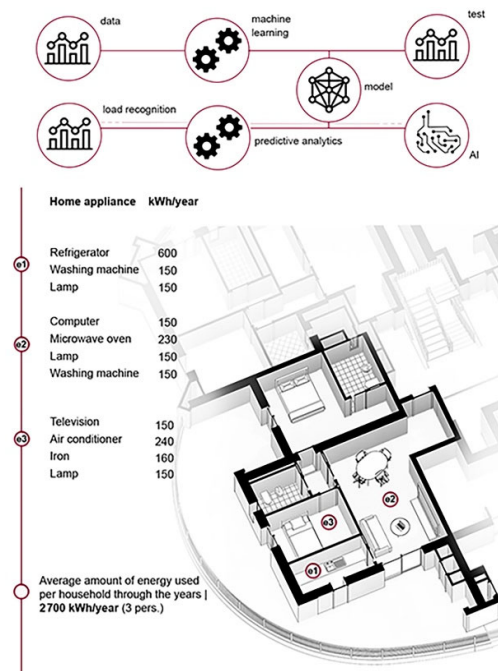 data
machine
learning
test
model
load recognition
predictive analytics
AI
Home appliance kWh/year
e1
Refrigerator 600
Washing machine 150
Lamp 150
e2
Computer 150
Microwave oven 230
Lamp 150
Washing machine 150
e3
Television 150
Air conditioner 240
Iron 160
Lamp 150
e2
e3
e1
Average amount of energy used
per household through the years |
2700 kWh/year (3 pers.)